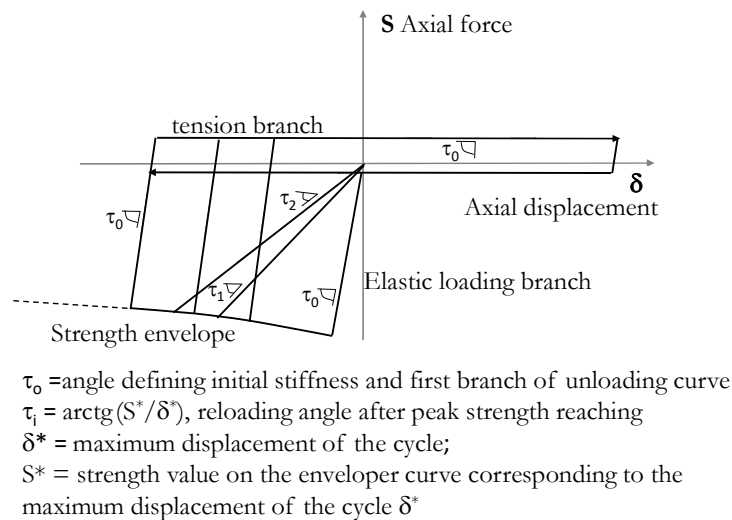 S Axial force
tension branch
τ₀
δ
τ₂
Axial displacement
τ₀
τ₁
τ₀
Elastic loading branch
Strength envelope
τₒ =angle defining initial stiffness and first branch of unloading curve
τᵢ = arctg(S*/δ*), reloading angle after peak strength reaching
δ* = maximum displacement of the cycle;
S* = strength value on the enveloper curve corresponding to the
maximum displacement of the cycle δ*